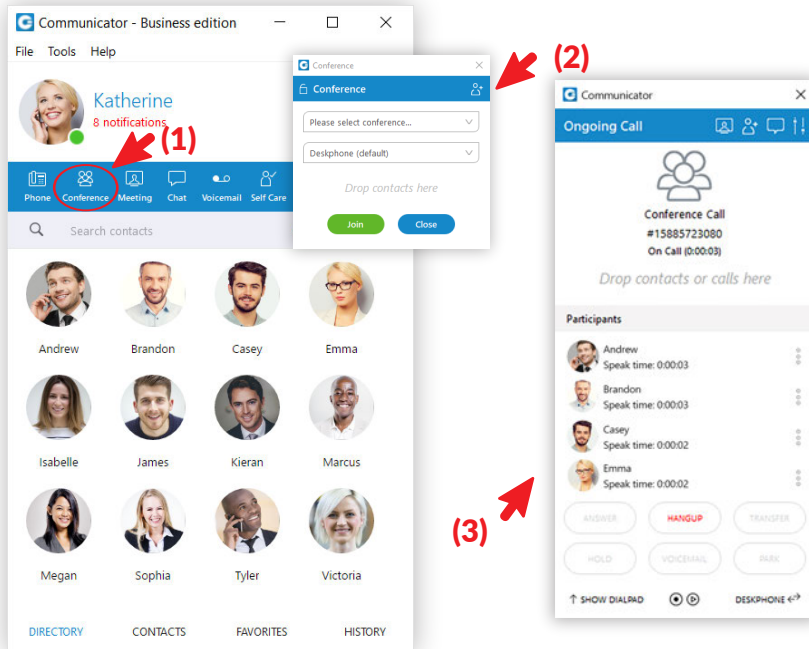 Communicator - Business edition
File Tools Help
Katherine
8 notifications
(1)
Phone Conference Meeting Chat Voicemail Self Care
Search contacts
Andrew Brandon Casey Emma
Isabelle James Kieran Marcus
Megan Sophia Tyler Victoria
DIRECTORY CONTACTS FAVORITES HISTORY
Conference
Conference
Please select conference...
Deskphone (default)
Drop contacts here
Join Close
(2)
Communicator
Ongoing Call
Conference Call
#15885723080
On Call (0:00:03)
Drop contacts or calls here
Participants
Andrew
Speak time: 0:00:03
Brandon
Speak time: 0:00:03
Casey
Speak time: 0:00:02
Emma
Speak time: 0:00:02
(3)
ANSWER HANGUP TRANSFER
HOLD VOICEMAIL PARK
SHOW DIALPAD DESKPHONE